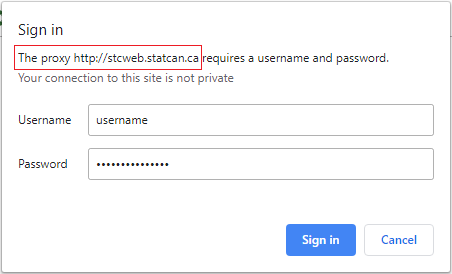 Sign in
The proxy http://stcweb.statcan.ca requires a username and password.
Your connection to this site is not private
Username username
Password •••••••••••••••
Sign in Cancel